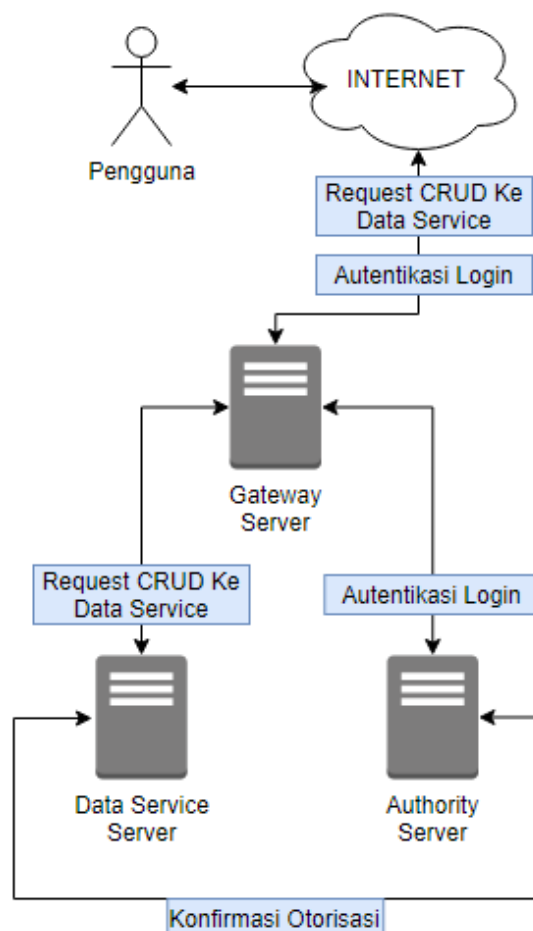 INTERNET
Pengguna
Request CRUD Ke
Data Service
Autentikasi Login
Gateway
Server
Request CRUD Ke
Data Service
Autentikasi Login
Data Service
Server
Authority
Server
Konfirmasi Otorisasi